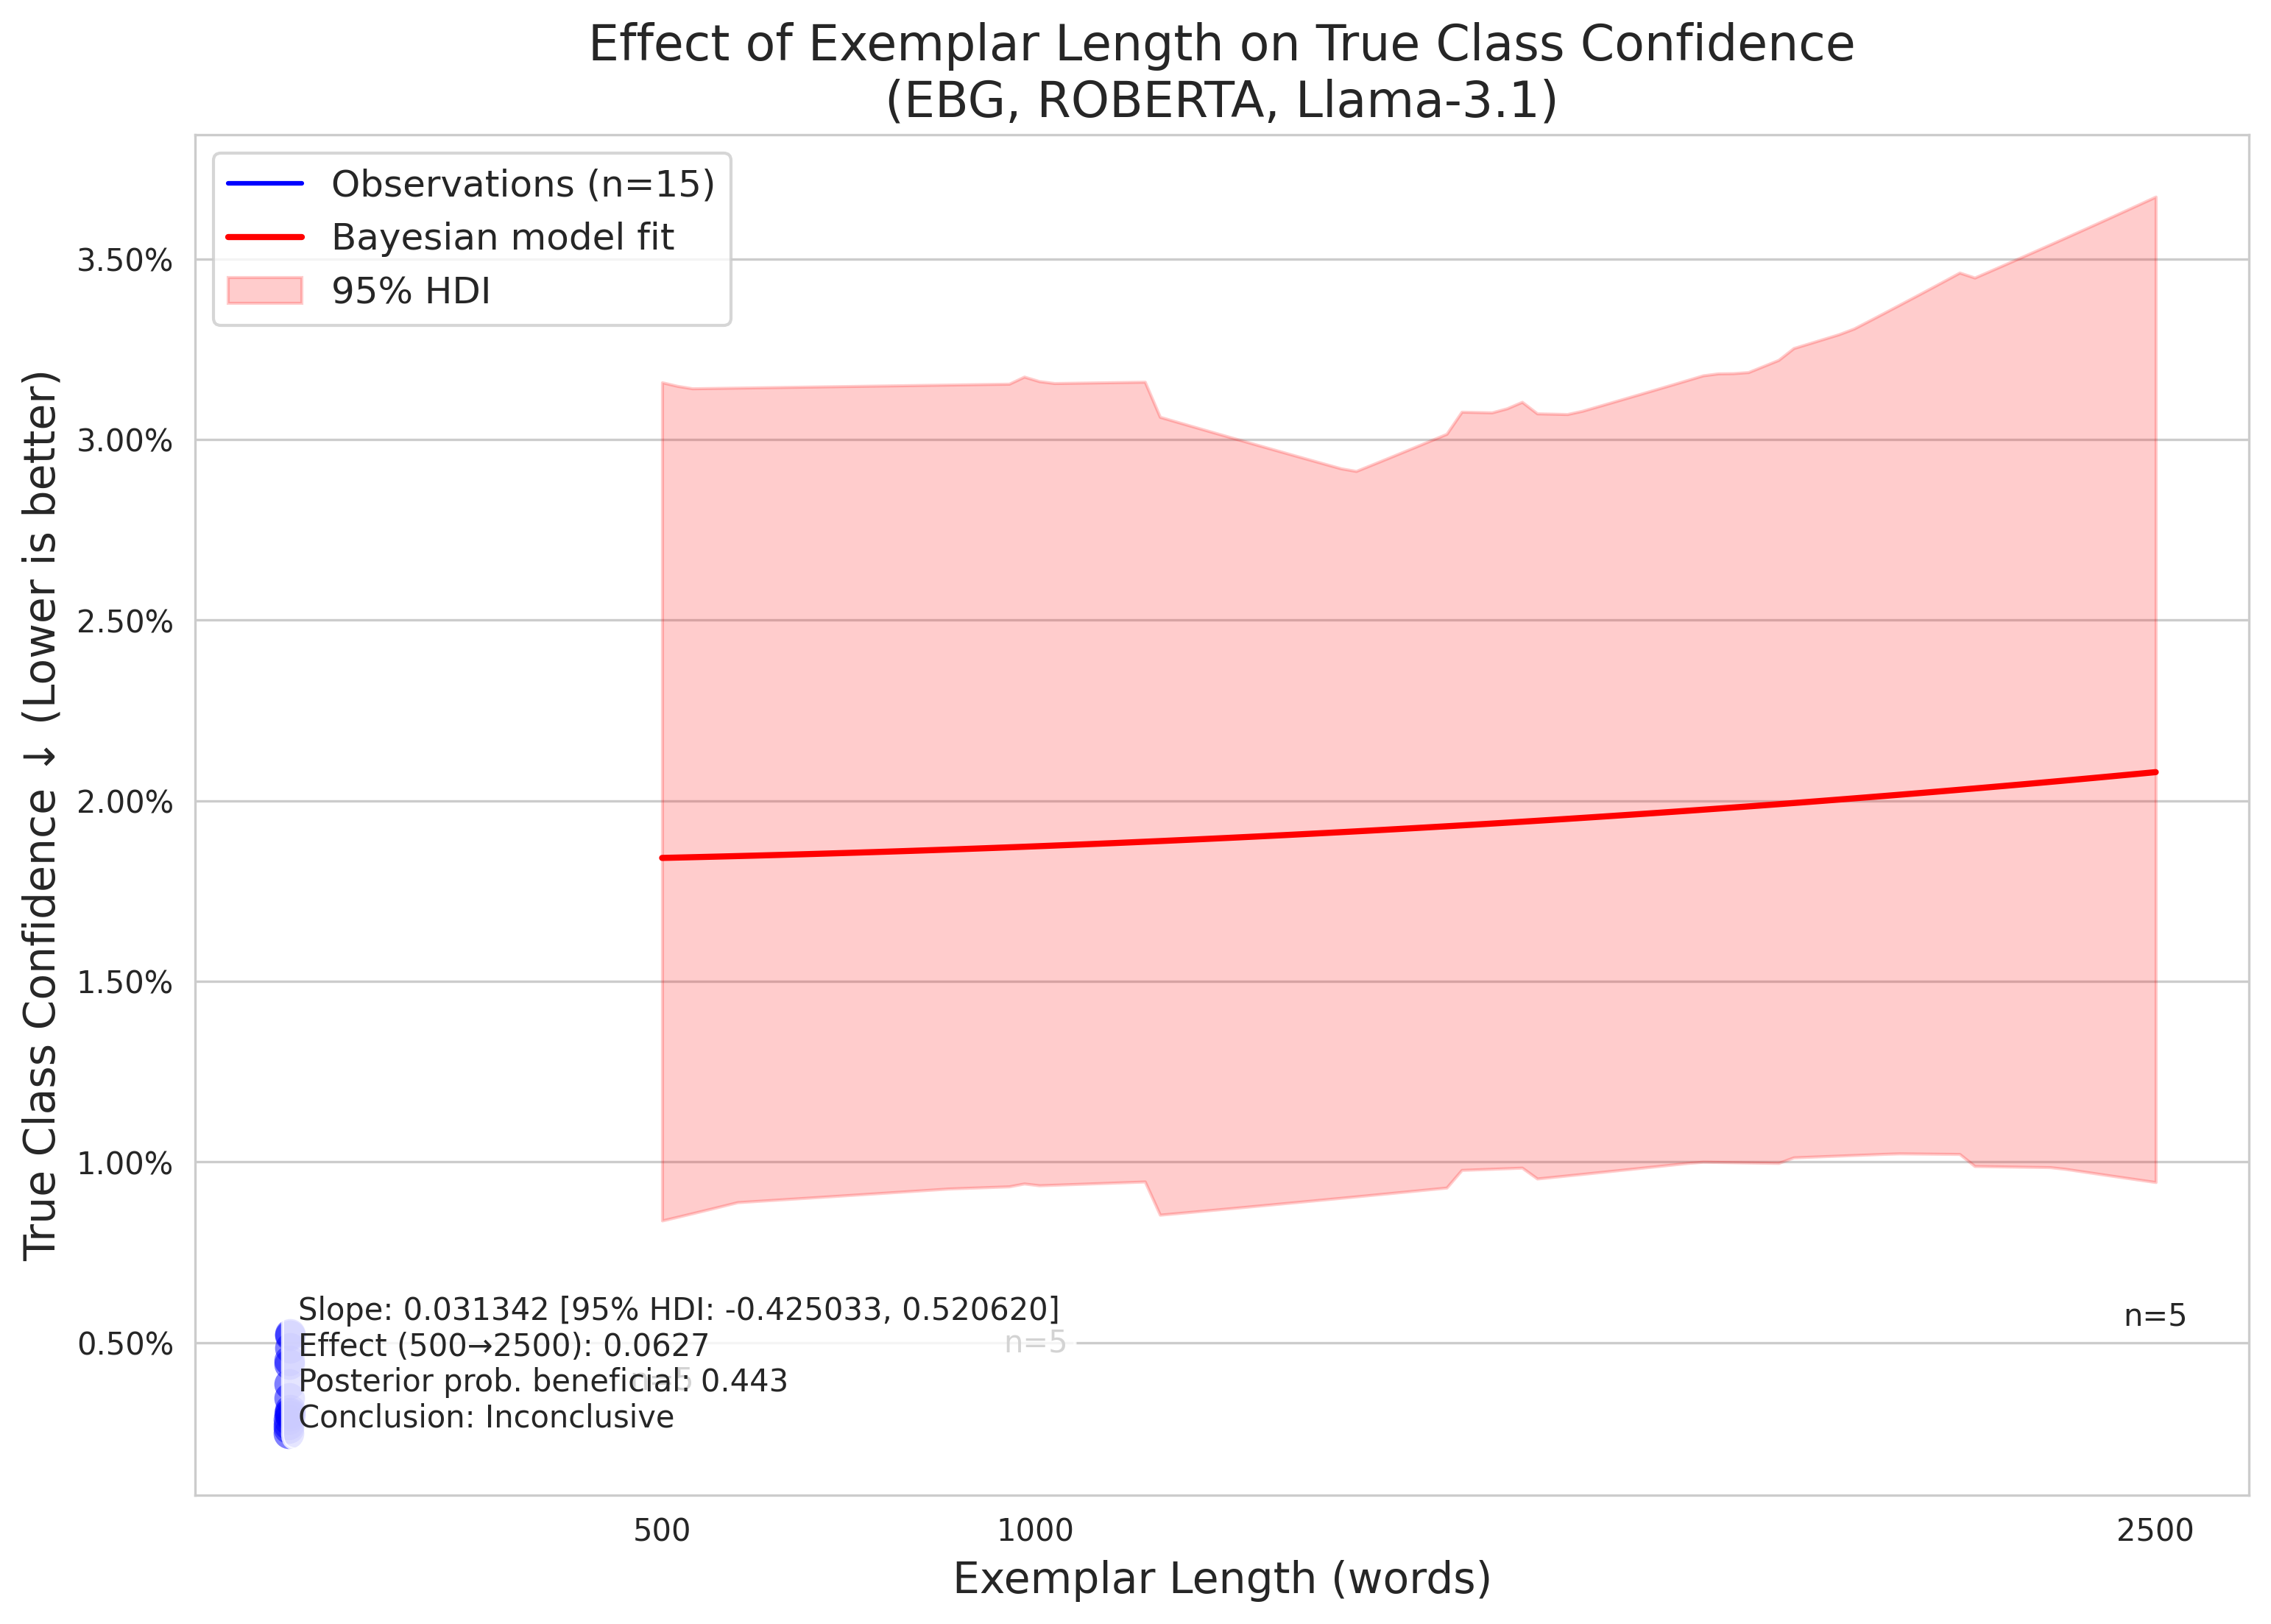 Effect of Exemplar Length on True Class Confidence
(EBG, ROBERTA, Llama-3.1)
Observations (n=15)
Bayesian model fit
95% HDI
True Class Confidence ↓ (Lower is better)
3.50%
3.00%
2.50%
2.00%
1.50%
1.00%
0.50%
Slope: 0.031342 [95% HDI: -0.425033, 0.520620]
Effect (500→2500): 0.0627
Posterior prob. beneficial: 0.443
Conclusion: Inconclusive
n=5
n=5
n=5
500
1000
2500
Exemplar Length (words)